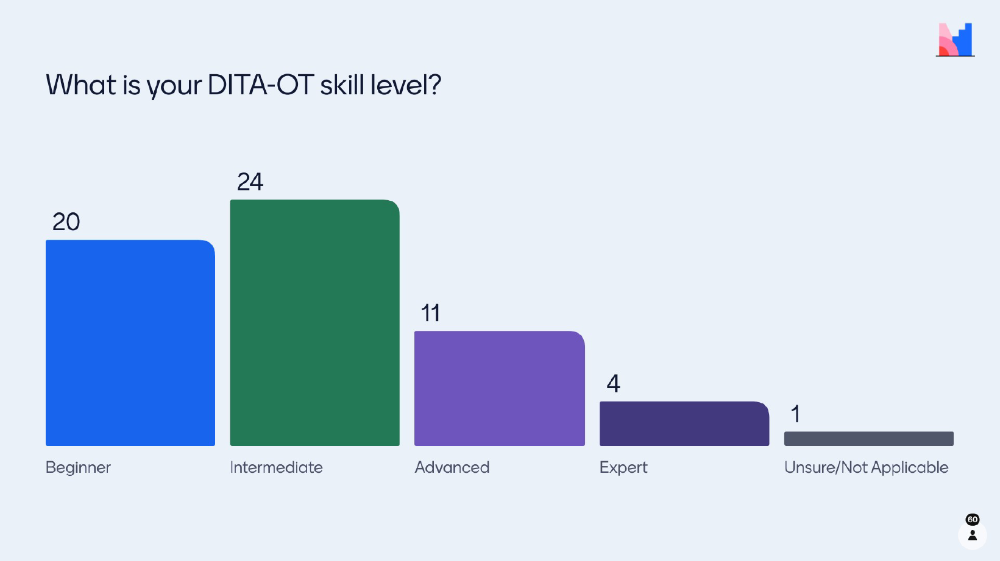 What is your DITA-OT skill level?
20
24
11
4
1
Beginner
Intermediate
Advanced
Expert
Unsure/Not Applicable
60